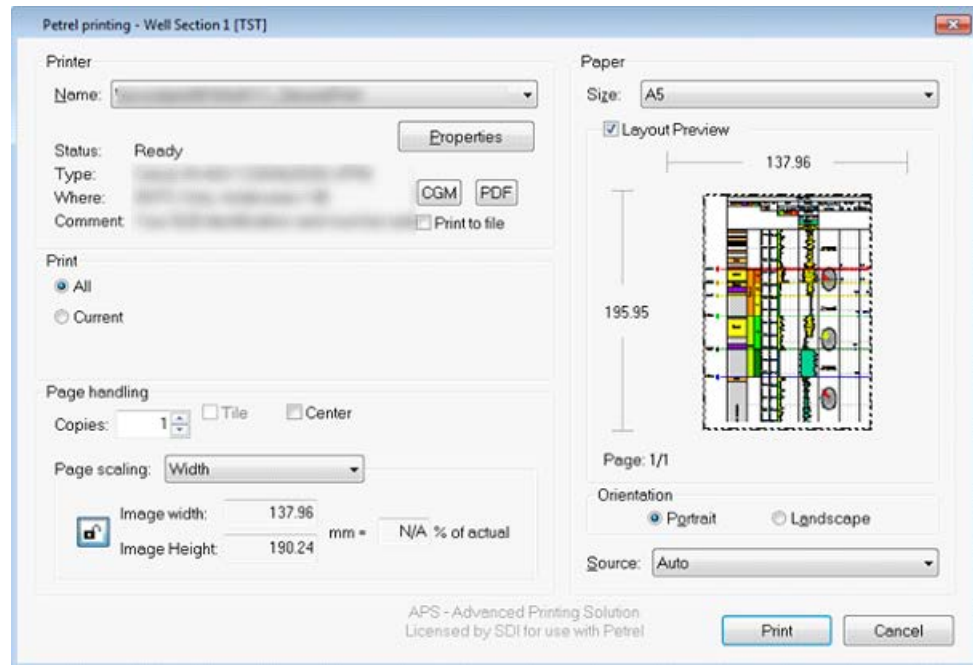 Petrel printing - Well Section 1 [TST]
Printer
Name:
Properties
Status: Ready
Type:
Where:
CGM PDF
Comment:
Print to file
Print
All
Current
Page handling
Copies: 1 Tile Center
Page scaling: Width
Image width: 137.96
mm = N/A % of actual
Image Height: 190.24
Paper
Size: A5
Layout Preview
137.96
195.95
Page: 1/1
Orientation
Portrait Landscape
Source: Auto
APS - Advanced Printing Solution
Licensed by SDI for use with Petrel
Print Cancel